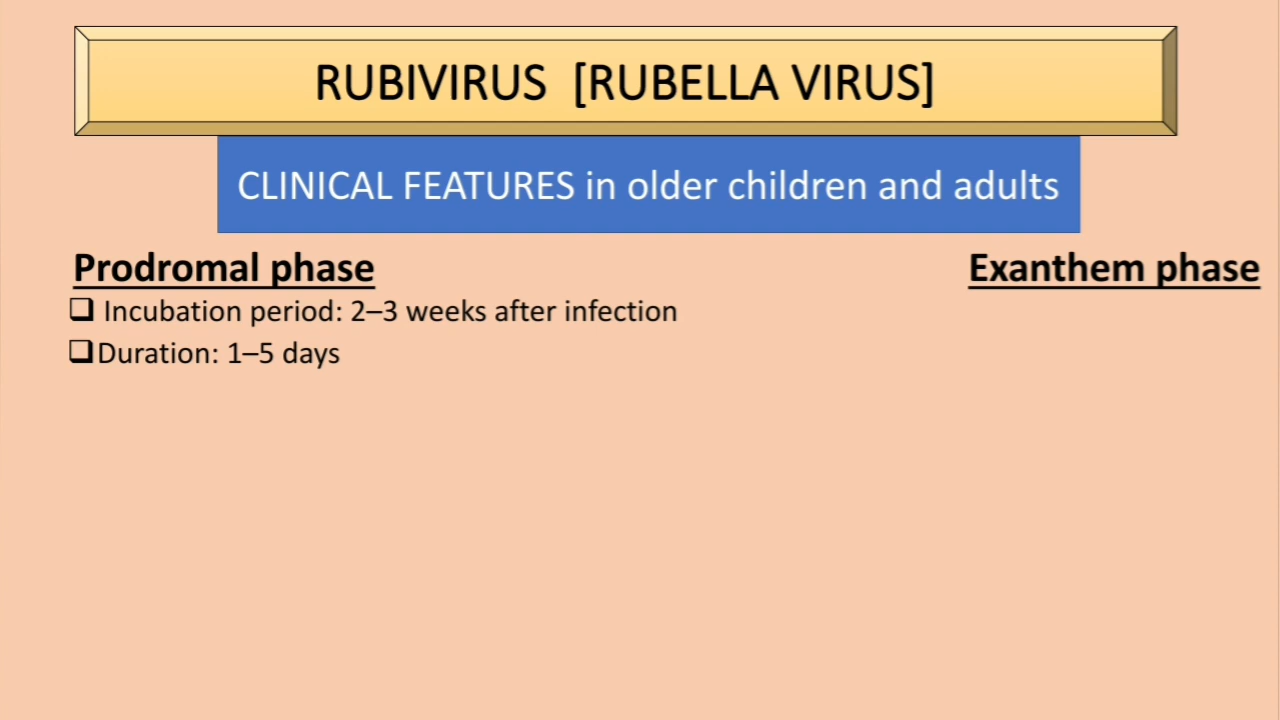 RUBIVIRUS [RUBELLA VIRUS]
CLINICAL FEATURES in older children and adults
Prodromal phase
Exanthem phase
❑ Incubation period: 2–3 weeks after infection
❑Duration: 1–5 days